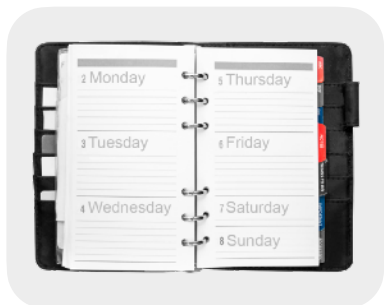 2 Monday
3 Tuesday
4 Wednesday
5 Thursday
6 Friday
7 Saturday
8 Sunday